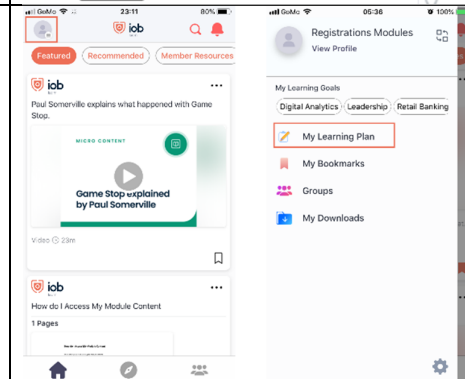 GoMo
23:11
80%
iob
Featured
Recommended
Member Resources
iob
Paul Somerville explains what happened with Game
Stop.
MICRO CONTENT
Game Stop explained
by Paul Somerville
Video 23m
iob
How do I Access My Module Content
1 Pages
GoMo
05:36
100%
Registrations Modules
View Profile
My Learning Goals
Digital Analytics
Leadership
Retail Banking
My Learning Plan
My Bookmarks
Groups
My Downloads